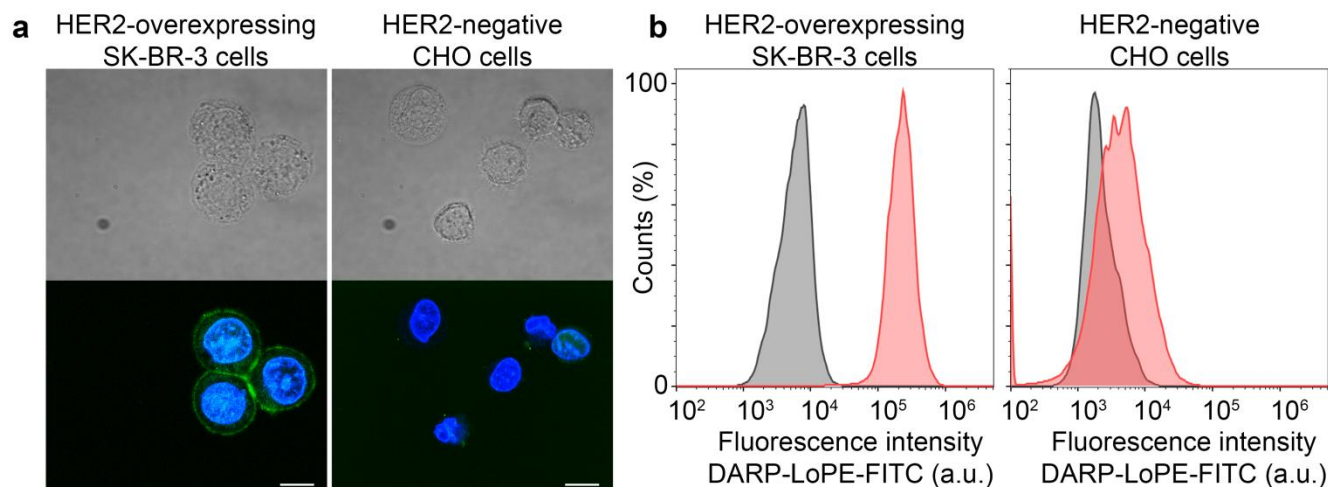 a
HER2-overexpressing
SK-BR-3 cells
HER2-negative
CHO cells
b
HER2-overexpressing
SK-BR-3 cells
HER2-negative
CHO cells
100
Counts (%)
0
10² 10³ 10⁴ 10⁵ 10⁶
Fluorescence intensity
DARP-LoPE-FITC (a.u.)
10² 10³ 10⁴ 10⁵ 10⁶
Fluorescence intensity
DARP-LoPE-FITC (a.u.)